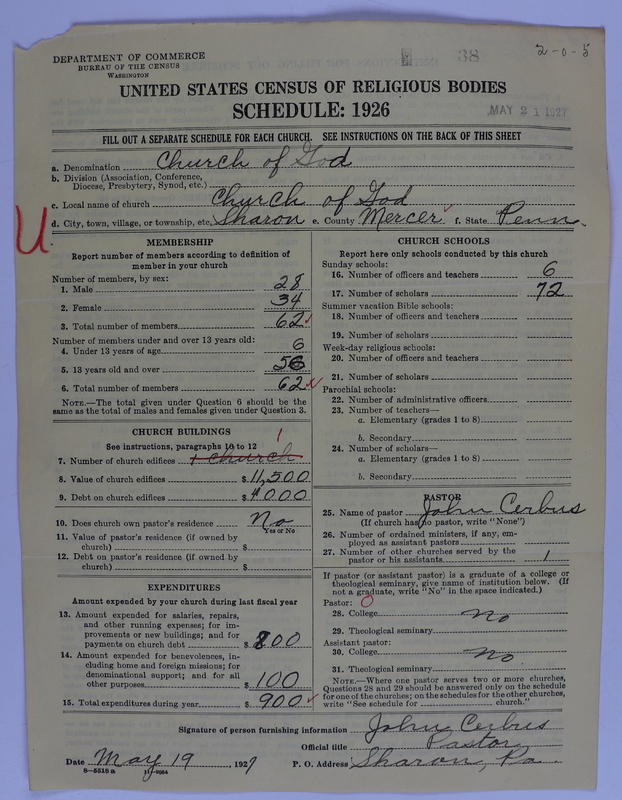 38
2-0-5
DEPARTMENT OF COMMERCE
BUREAU OF THE CENSUS
WASHINGTON
UNITED STATES CENSUS OF RELIGIOUS BODIES
SCHEDULE: 1926
MAY 21 1927
FILL OUT A SEPARATE SCHEDULE FOR EACH CHURCH. SEE INSTRUCTIONS ON THE BACK OF THIS SHEET
a. Denomination Church of God
b. Division (Association, Conference,
Diocese, Presbytery, Synod, etc.)
c. Local name of church Church of God
d. City, town, village, or township, etc. Sharon e. County Mercer f. State Penn.
U
MEMBERSHIP
Report number of members according to definition of
member in your church
Number of members, by sex:
1. Male 28
2. Female 34
3. Total number of members 62
Number of members under and over 13 years old:
4. Under 13 years of age 6
5. 13 years old and over 56
6. Total number of members 62
NOTE.—The total given under Question 6 should be the
same as the total of males and females given under Question 3.
CHURCH BUILDINGS
See instructions, paragraphs 10 to 12
1
7. Number of church edifices 1 church
8. Value of church edifices $ 11,500
9. Debt on church edifices $ 4000
10. Does church own pastor's residence No
Yes or No
11. Value of pastor's residence (if owned by
church) $
12. Debt on pastor's residence (if owned by
church) $
EXPENDITURES
Amount expended by your church during last fiscal year
13. Amount expended for salaries, repairs,
and other running expenses; for im-
provements or new buildings; and for
payments on church debt $ 800
14. Amount expended for benevolences, in-
cluding home and foreign missions; for
denominational support; and for all
other purposes $ 100
15. Total expenditures during year $ 900
CHURCH SCHOOLS
Report here only schools conducted by this church
Sunday schools:
16. Number of officers and teachers 6
17. Number of scholars 72
Summer vacation Bible schools:
18. Number of officers and teachers
19. Number of scholars
Week-day religious schools:
20. Number of officers and teachers
21. Number of scholars
Parochial schools:
22. Number of administrative officers
23. Number of teachers—
a. Elementary (grades 1 to 8)
b. Secondary
24. Number of scholars—
a. Elementary (grades 1 to 8)
b. Secondary
PASTOR
25. Name of pastor John Cerbus
(If church has no pastor, write "None")
26. Number of ordained ministers, if any, em-
ployed as assistant pastors
27. Number of other churches served by the
pastor or his assistants 1
If pastor (or assistant pastor) is a graduate of a college or
theological seminary, give name of institution below. (If
not a graduate, write "No" in the space indicated.)
Pastor: 0
28. College No
29. Theological seminary
Assistant pastor:
30. College No
31. Theological seminary
NOTE.—Where one pastor serves two or more churches,
Questions 28 and 29 should be answered only on the schedule
for one of the churches; on the schedules for the other churches,
write "See schedule for church."
Signature of person furnishing information John Cerbus
Official title Pastor
Date May 19, 1927 P. O. Address Sharon, Pa.
8—5518 a